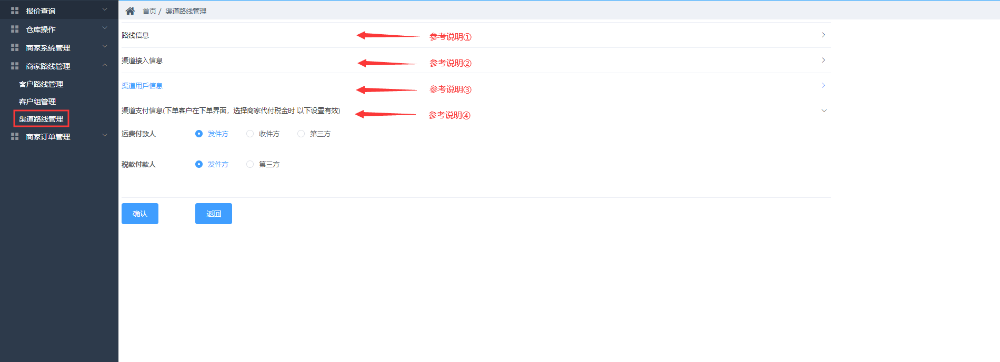 报价查询
仓库操作
商家系统管理
商家路线管理
客户路线管理
客户组管理
渠道路线管理
商家订单管理
首页 / 渠道路线管理
路线信息 参考说明①
渠道接入信息 参考说明②
渠道用戶信息 参考说明③
渠道支付信息(下单客户在下单界面，选择商家代付税金时 以下设置有效) 参考说明④
运费付款人 发件方 收件方 第三方
税款付款人 发件方 第三方
确认 返回